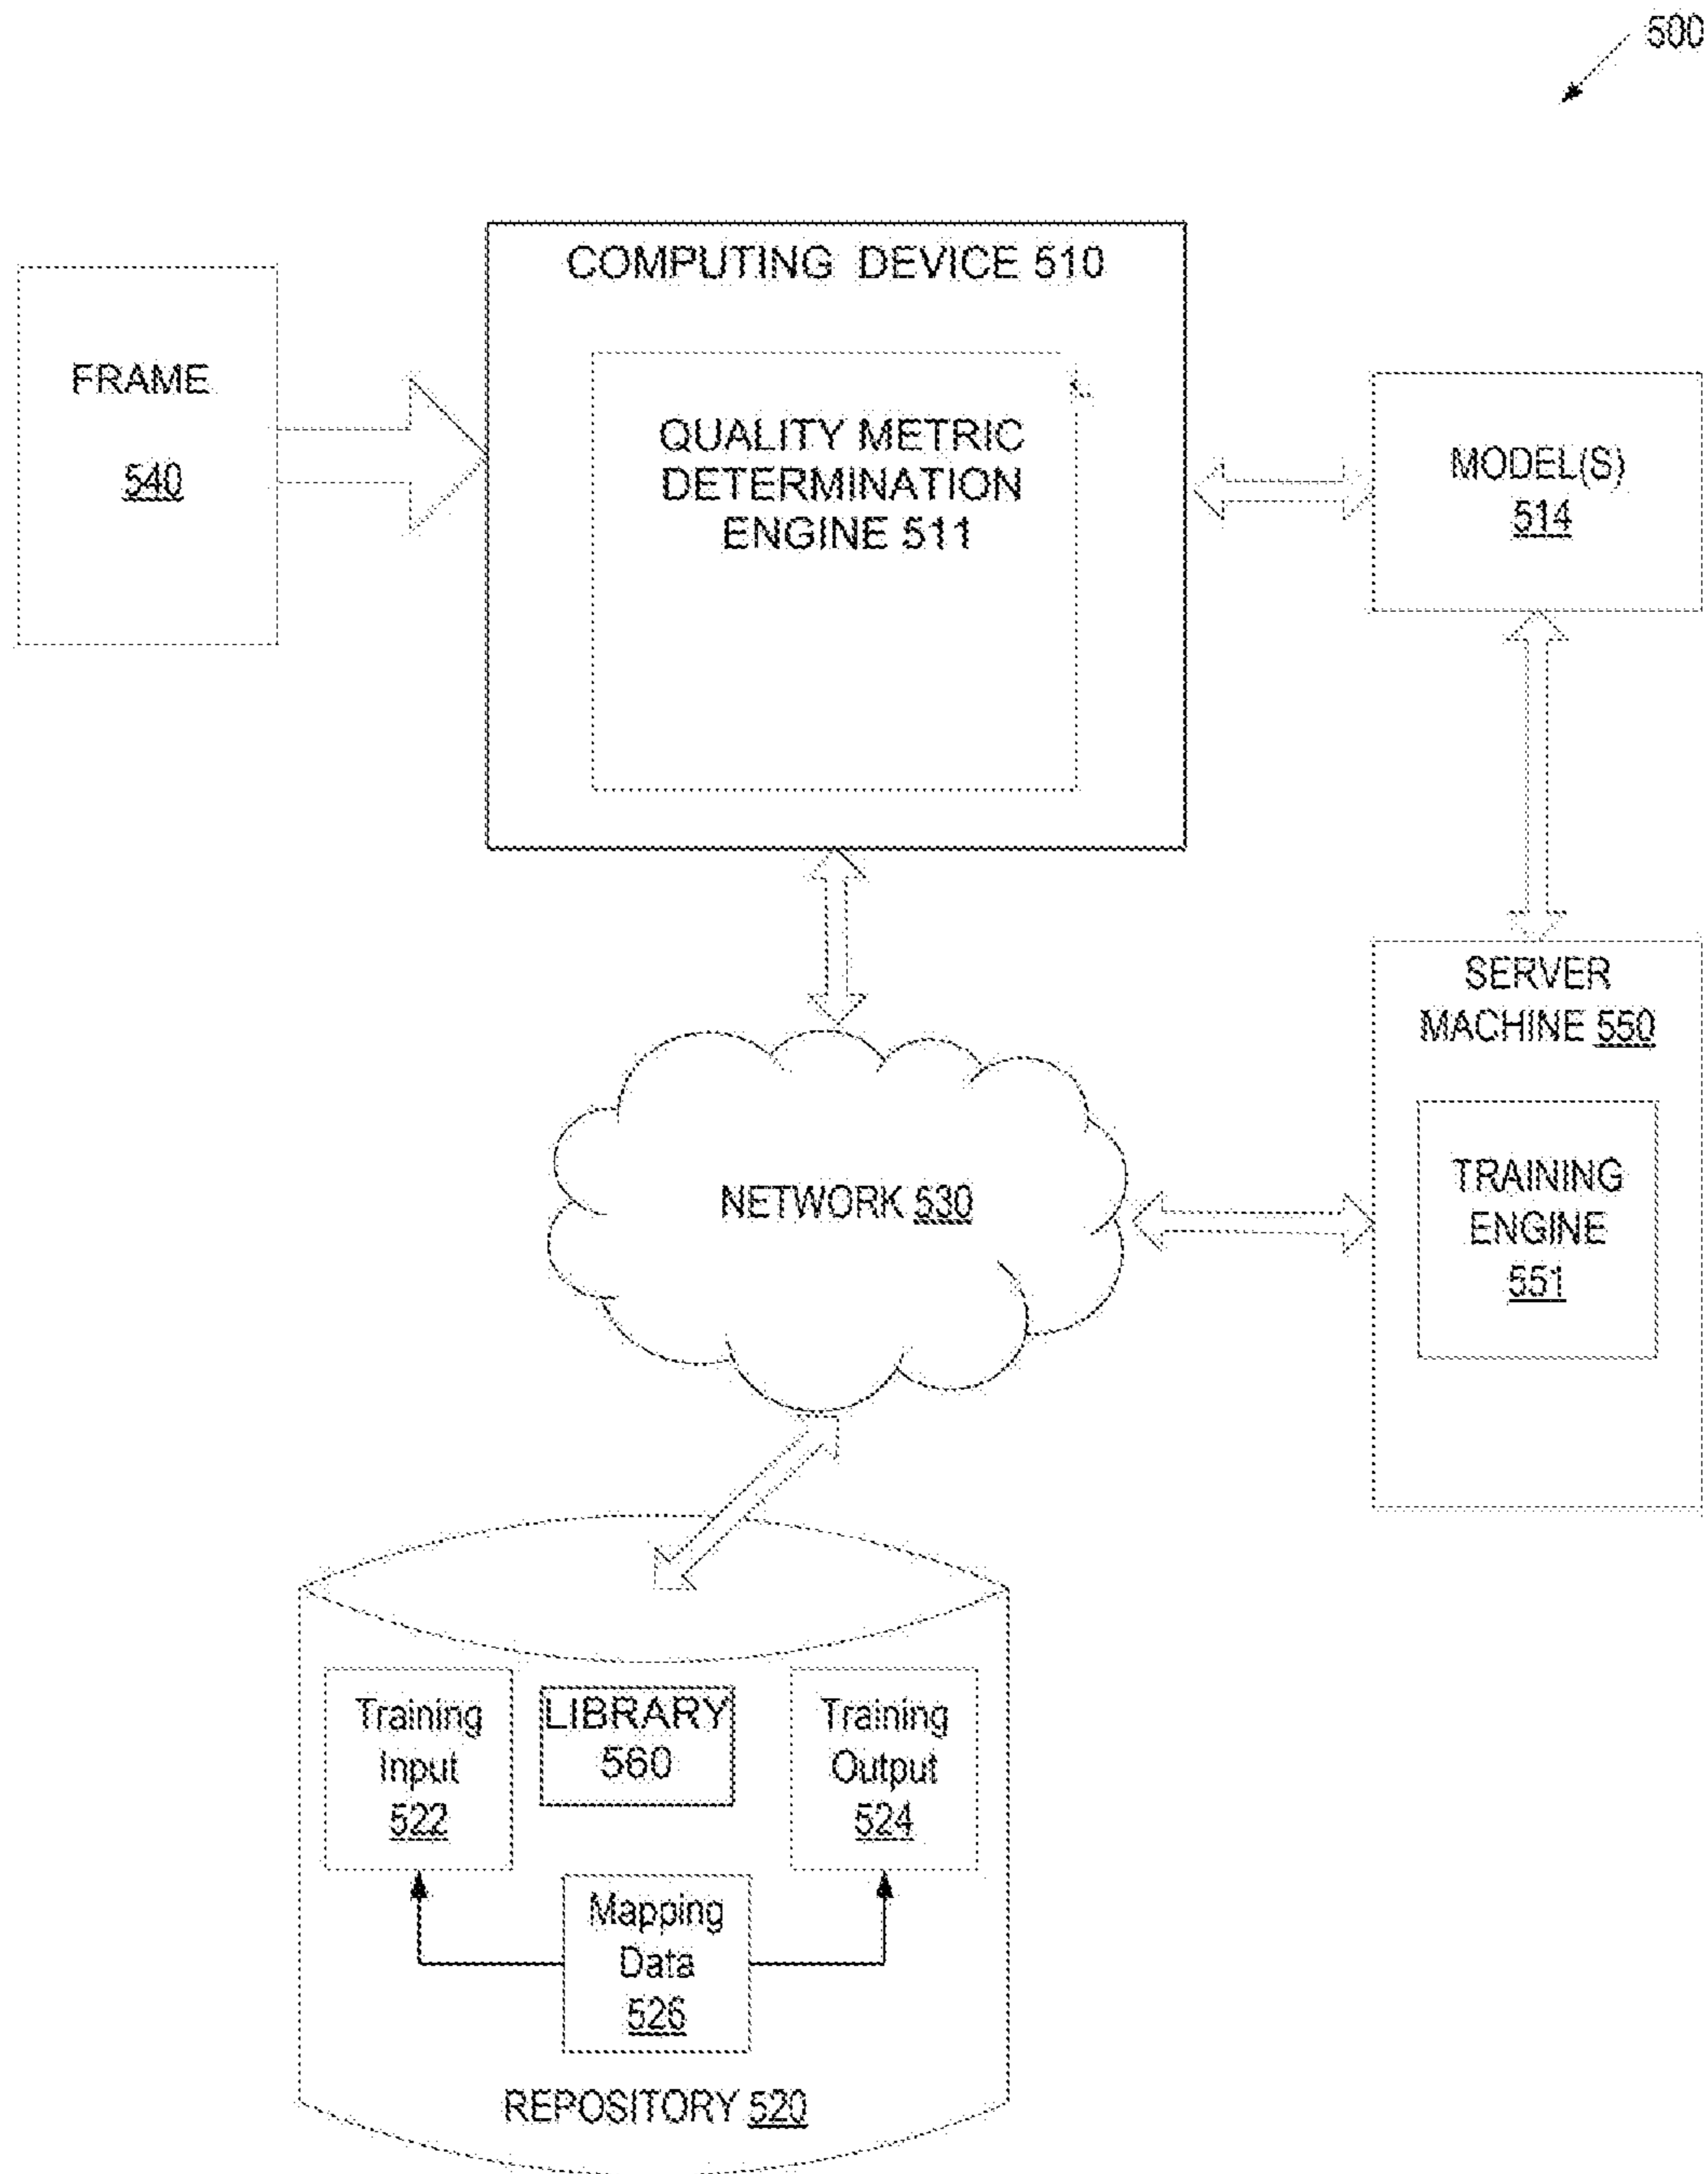 500
COMPUTING DEVICE 510
FRAME
540
QUALITY METRIC
DETERMINATION
ENGINE 511
MODEL(S)
514
SERVER
MACHINE 550
TRAINING
ENGINE
551
NETWORK 530
Training
Input
522
LIBRARY
560
Training
Output
524
Mapping
Data
526
REPOSITORY 520